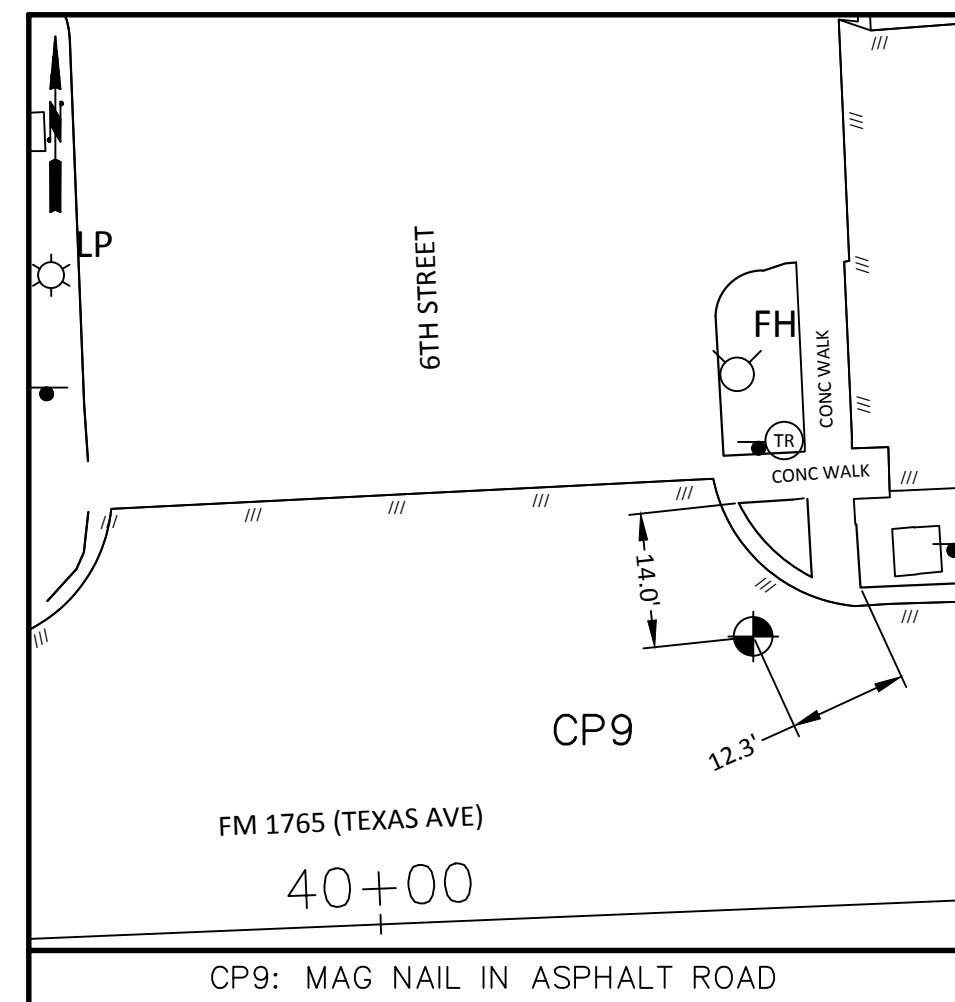 N
LP
6TH STREET
FH
CONC WALK
TR
CONC WALK
14.0'
CP9
12.3'
FM 1765 (TEXAS AVE)
40+00
CP9: MAG NAIL IN ASPHALT ROAD